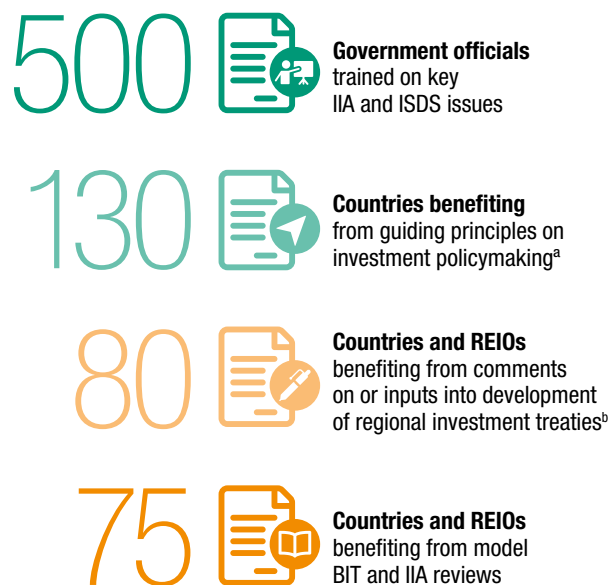 500
Government officials
trained on key
IIA and ISDS issues
130
Countries benefiting
from guiding principles on
investment policymakingᵃ
80
Countries and REIOs
benefiting from comments
on or inputs into development
of regional investment treatiesᵇ
75
Countries and REIOs
benefiting from model
BIT and IIA reviews